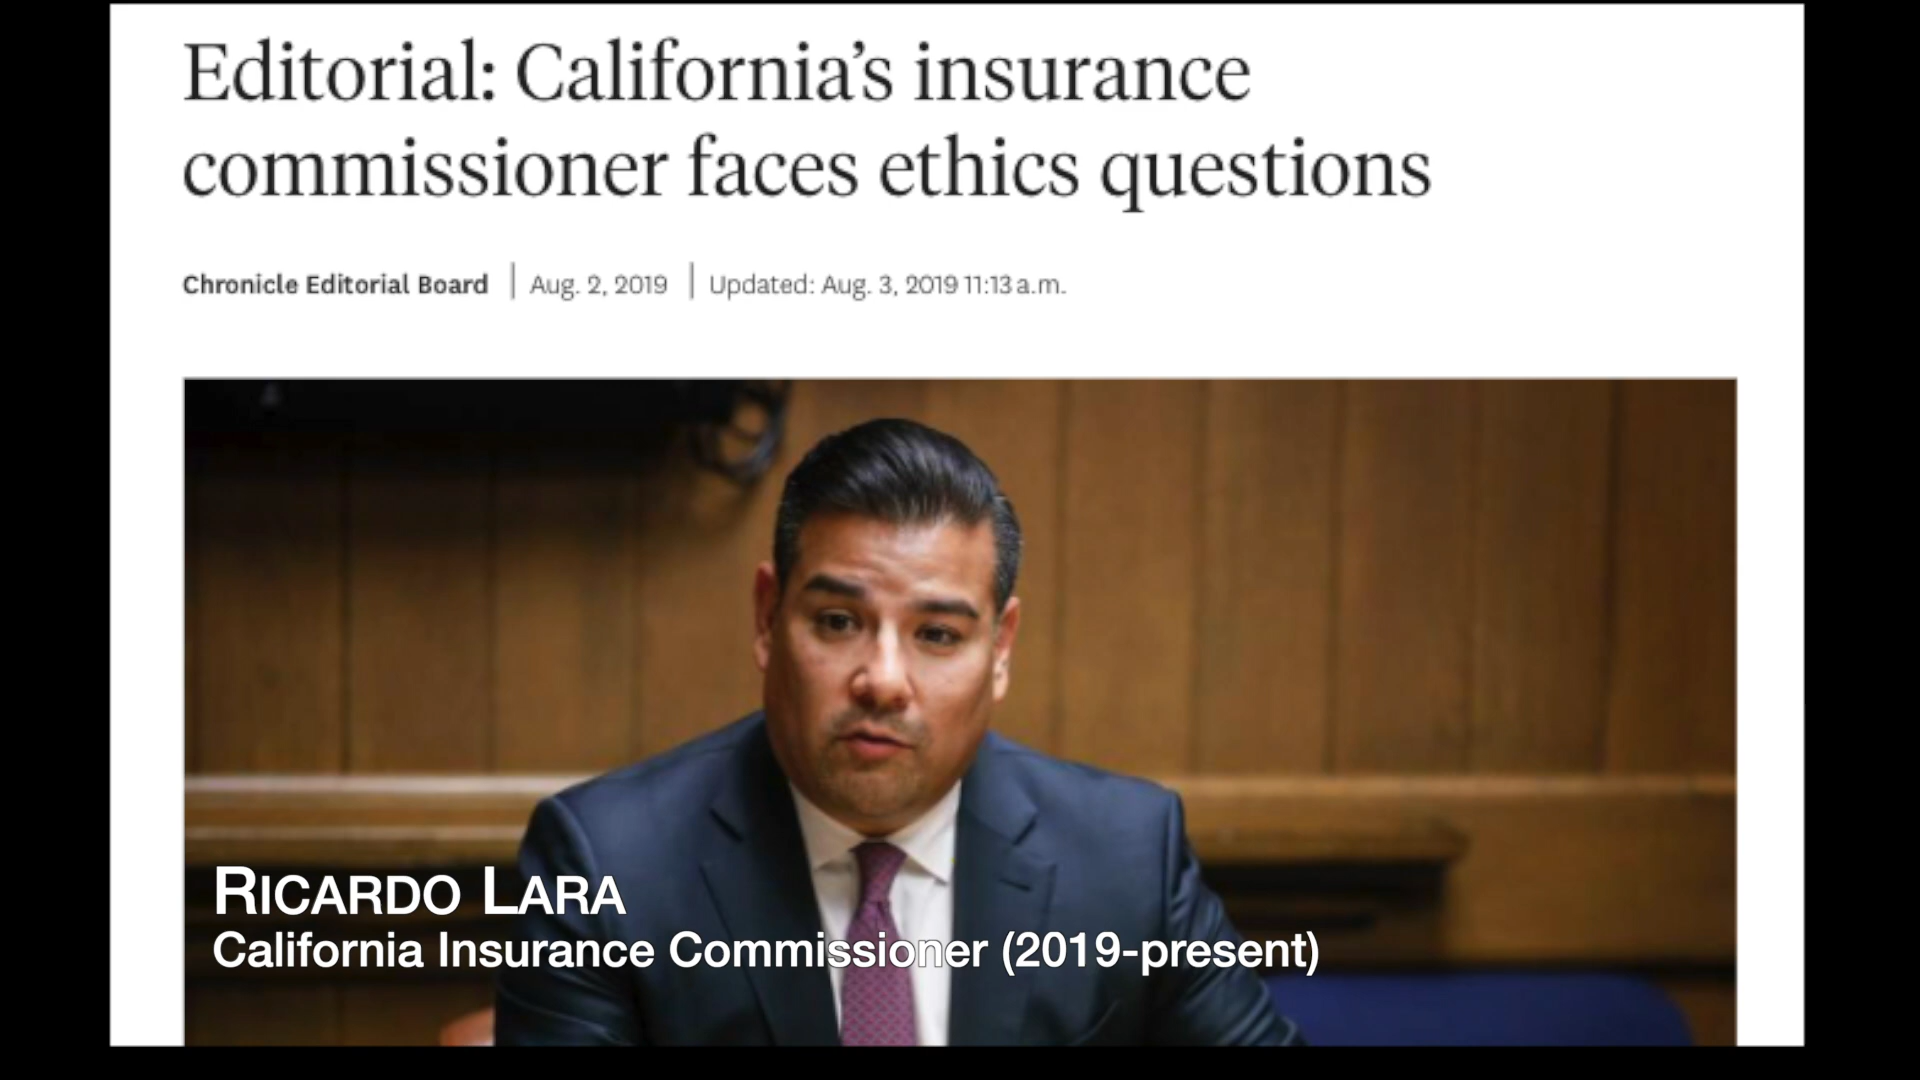 Editorial: California’s insurance
commissioner faces ethics questions
Chronicle Editorial Board | Aug. 2, 2019 | Updated: Aug. 3, 2019 11:13 a.m.
RICARDO LARA
California Insurance Commissioner (2019-present)